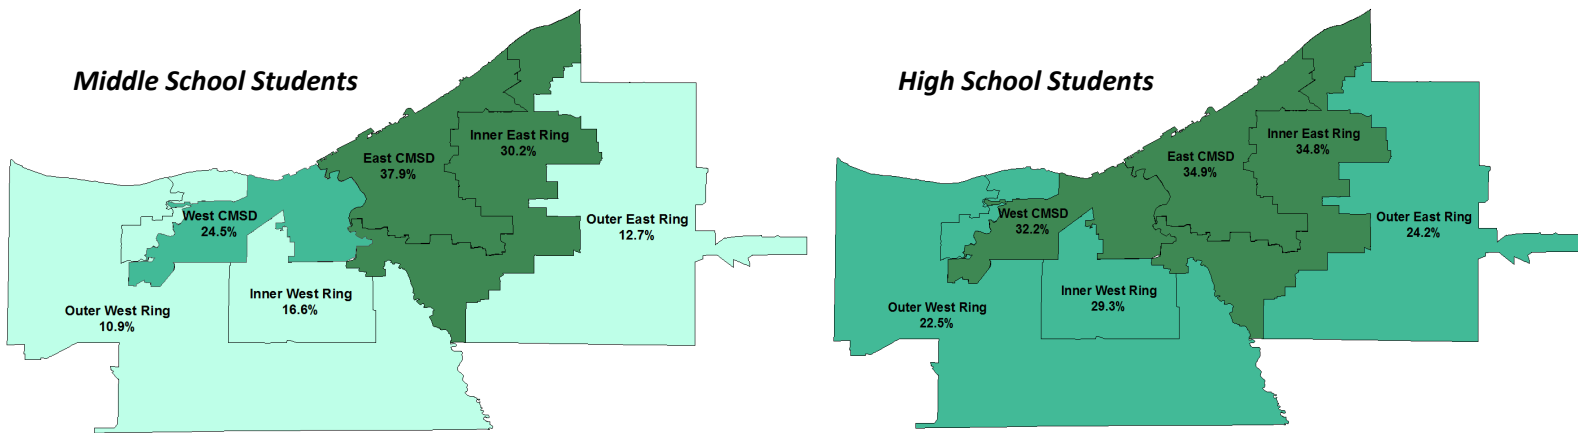 Middle School Students
Inner East Ring
30.2%
East CMSD
37.9%
West CMSD
24.5%
Outer East Ring
12.7%
Inner West Ring
16.6%
Outer West Ring
10.9%
High School Students
Inner East Ring
34.8%
East CMSD
34.9%
West CMSD
32.2%
Outer East Ring
24.2%
Inner West Ring
29.3%
Outer West Ring
22.5%